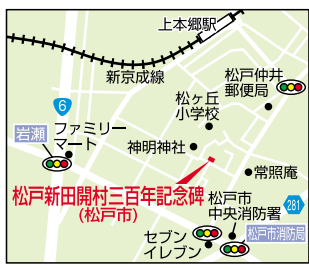 上本郷駅
新京成線
松戸仲井
郵便局
6
松ヶ丘
小学校
岩瀬
ファミリー
マート
神明神社
常照庵
松戸新田開村三百年記念碑
(松戸市)
松戸市
中央消防署
281
松戸市消防局
セブン
イレブン